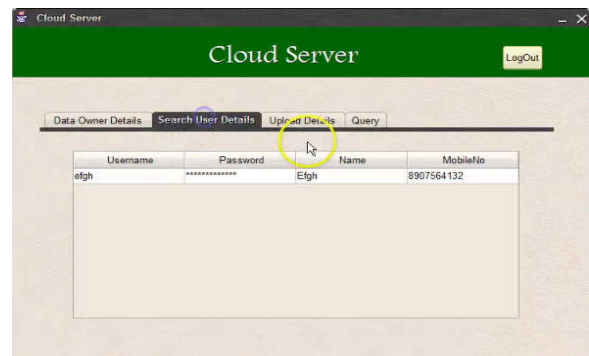 Cloud Server
Cloud Server
LogOut
Data Owner Details Search User Details Upload Details Query
Username Password Name MobileNo
efgh ************* Efgh 8907564132